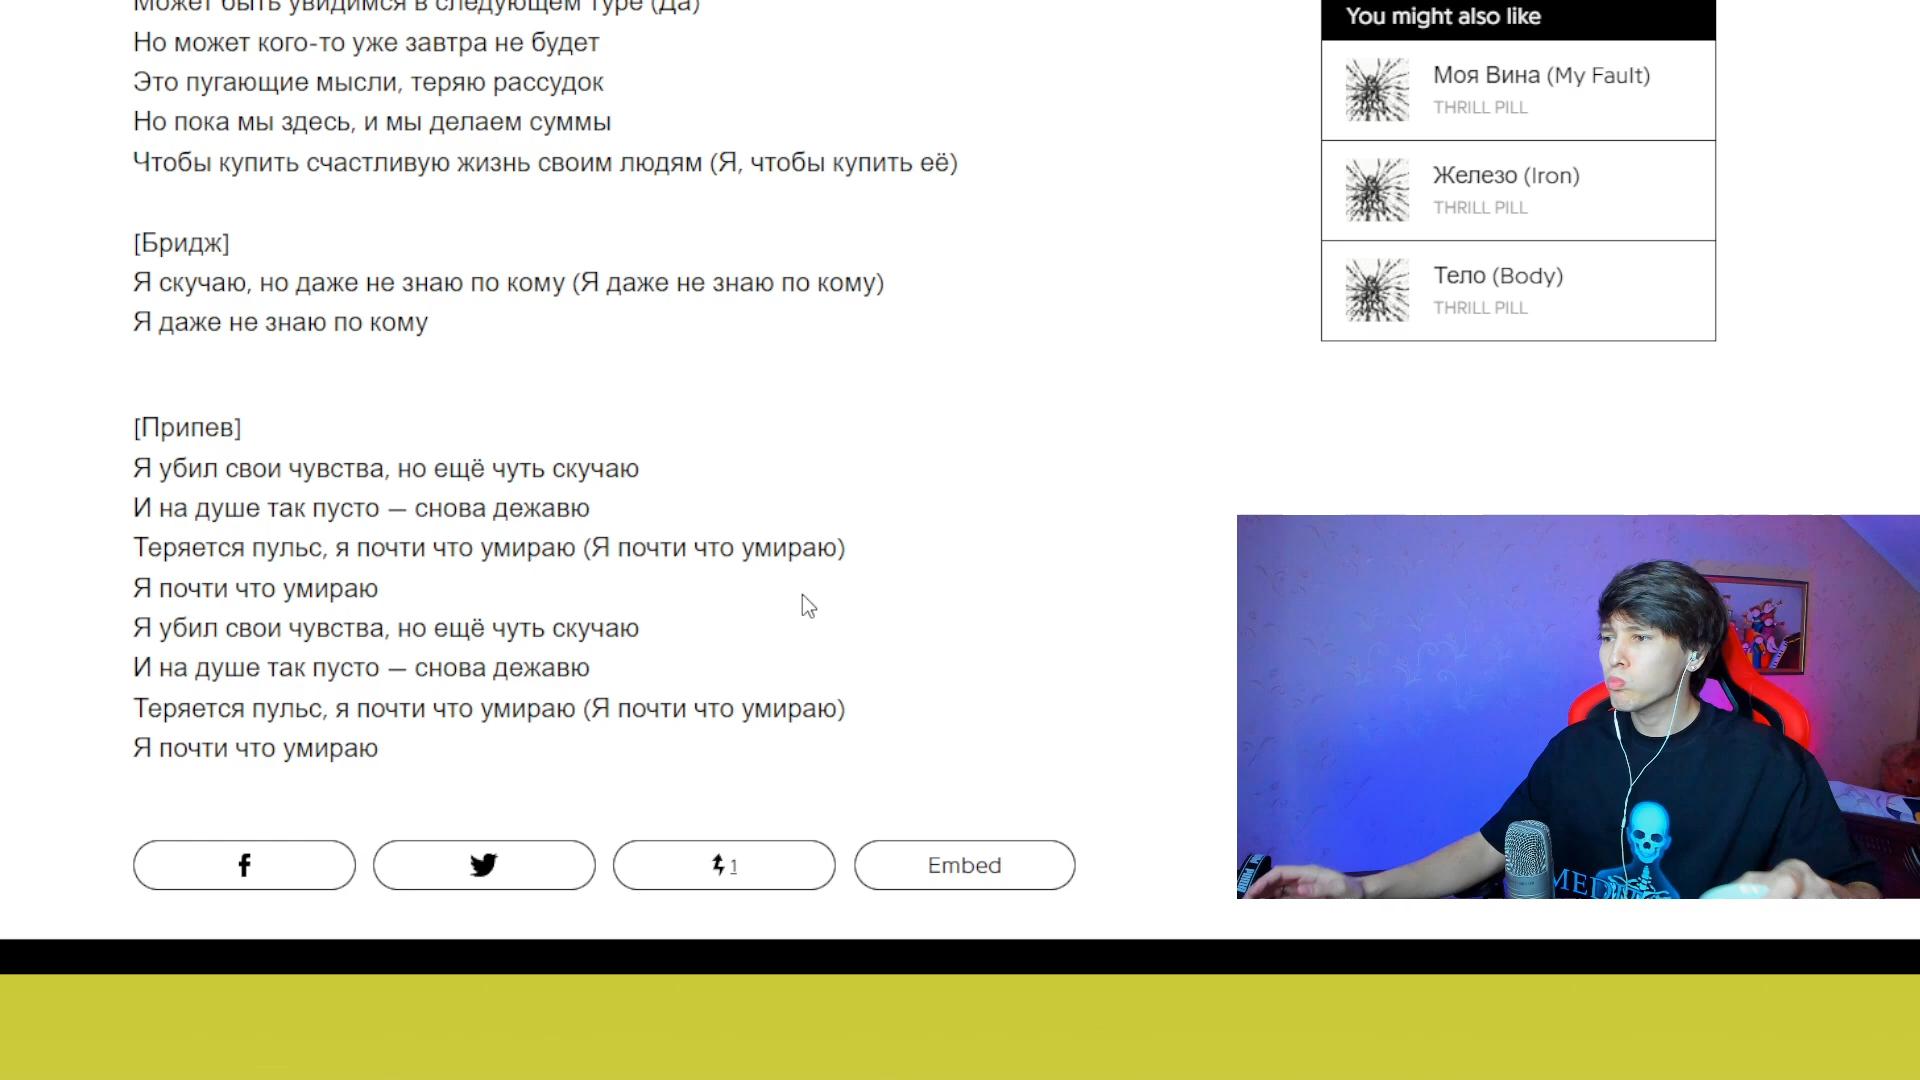 Может быть увидимся в следующем туре (Да)
Но может кого-то уже завтра не будет
Это пугающие мысли, теряю рассудок
Но пока мы здесь, и мы делаем суммы
Чтобы купить счастливую жизнь своим людям (Я, чтобы купить её)
[Бридж]
Я скучаю, но даже не знаю по кому (Я даже не знаю по кому)
Я даже не знаю по кому
[Припев]
Я убил свои чувства, но ещё чуть скучаю
И на душе так пусто — снова дежавю
Теряется пульс, я почти что умираю (Я почти что умираю)
Я почти что умираю
Я убил свои чувства, но ещё чуть скучаю
И на душе так пусто — снова дежавю
Теряется пульс, я почти что умираю (Я почти что умираю)
Я почти что умираю
1
Embed
You might also like
Моя Вина (My Fault)
THRILL PILL
Железо (Iron)
THRILL PILL
Тело (Body)
THRILL PILL